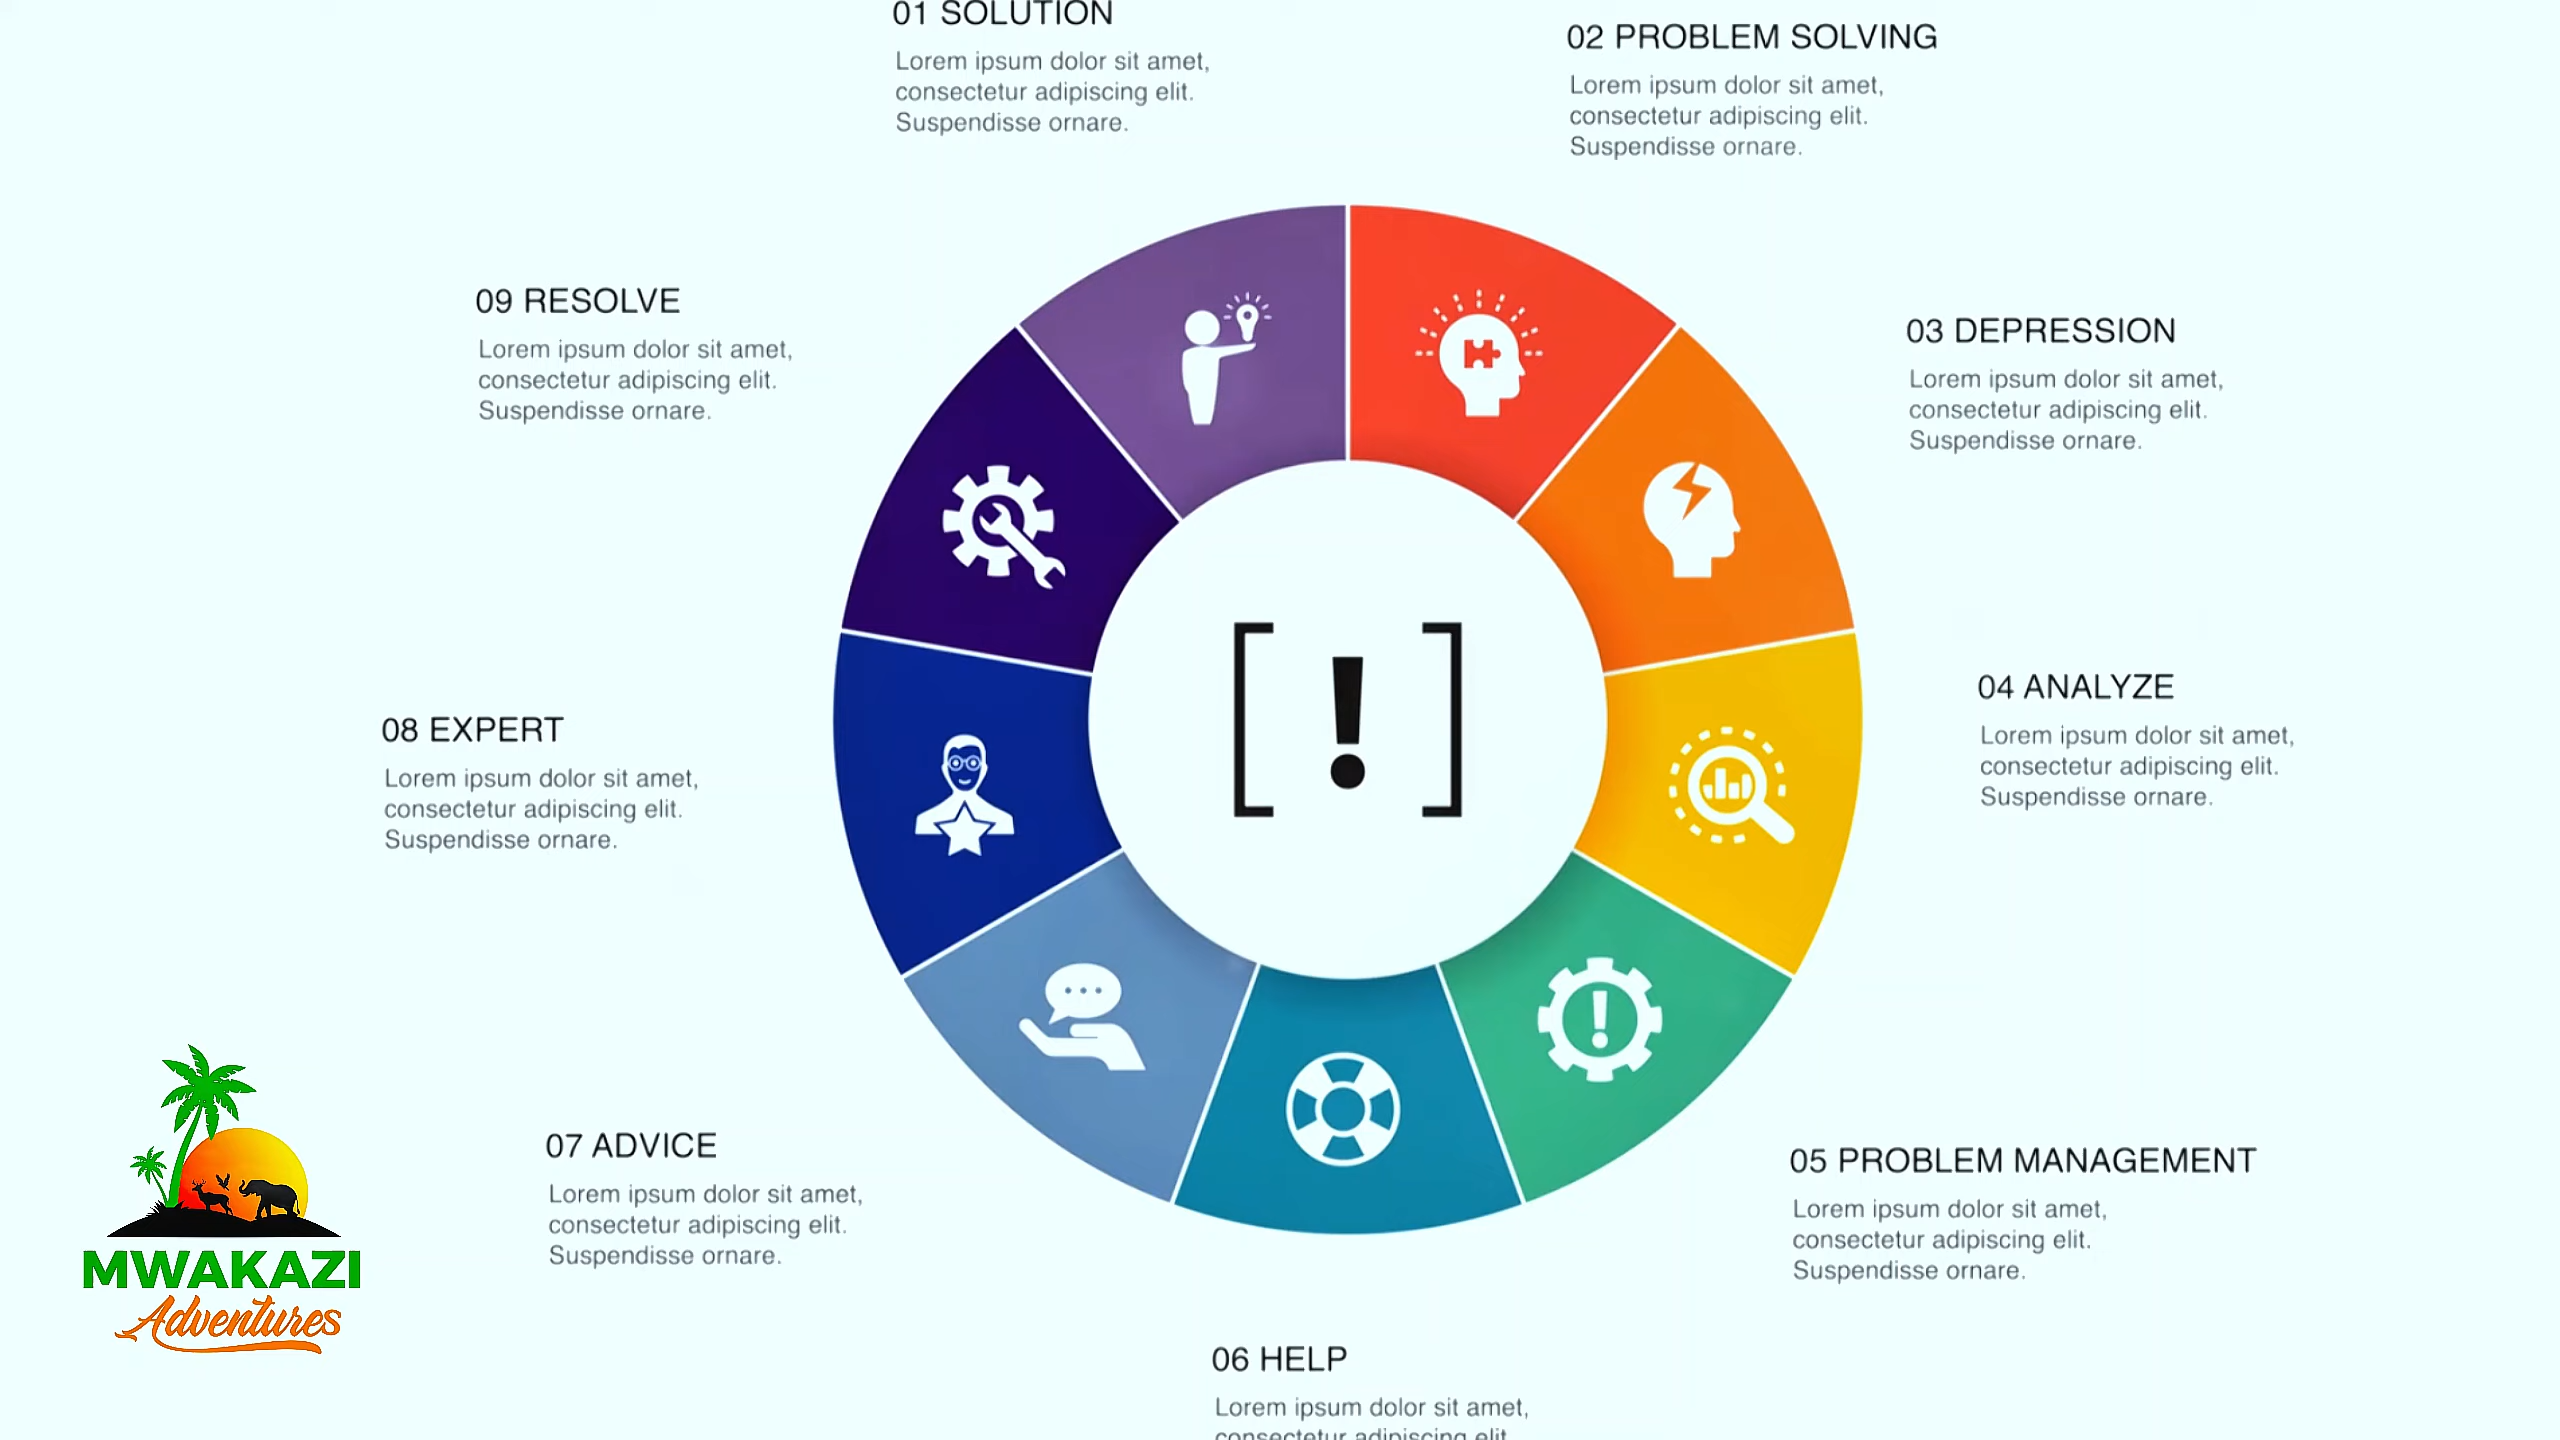 01 SOLUTION
Lorem ipsum dolor sit amet,
consectetur adipiscing elit.
Suspendisse ornare.
02 PROBLEM SOLVING
Lorem ipsum dolor sit amet,
consectetur adipiscing elit.
Suspendisse ornare.
03 DEPRESSION
Lorem ipsum dolor sit amet,
consectetur adipiscing elit.
Suspendisse ornare.
04 ANALYZE
Lorem ipsum dolor sit amet,
consectetur adipiscing elit.
Suspendisse ornare.
05 PROBLEM MANAGEMENT
Lorem ipsum dolor sit amet,
consectetur adipiscing elit.
Suspendisse ornare.
06 HELP
Lorem ipsum dolor sit amet,
consectetur adipiscing elit.
07 ADVICE
Lorem ipsum dolor sit amet,
consectetur adipiscing elit.
Suspendisse ornare.
08 EXPERT
Lorem ipsum dolor sit amet,
consectetur adipiscing elit.
Suspendisse ornare.
09 RESOLVE
Lorem ipsum dolor sit amet,
consectetur adipiscing elit.
Suspendisse ornare.
[ ! ]
MWAKAZI
Adventures